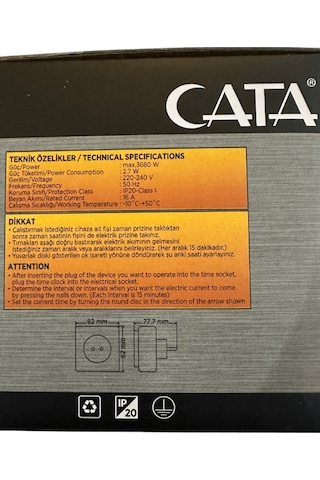 CATA®
TEKNİK ÖZELİKLER / TECHNICAL SPECIFICATIONS
Güç/Power : max.3680 W
Güç Tüketimi/Power Consumption : 2.7 W
Gerilim/Voltage : 220-240 V
Frekans/Frequency : 50 Hz
Koruma Sınıfı/Protection Class : IP20-Class I
Beyan Akımı/Rated Current : 16 A
Çalışma Sıcaklığı/Working Temperature : -10°C~+50°C
DİKKAT
• Çalıştırmak istediğiniz cihaza ait fişi zaman prizine taktıktan
sonra zaman saatinin fişini de elektrik prizine takınız.
• Tırnakları aşağı doğru bastırarak elektrik akımının gelmesini
istediğiniz zaman aralığını belirtiniz. (Her aralık 15 dakikadır.)
• Yuvarlak diski gösterilen ok işareti yönüne döndürerek şu anki saati ayarlayınız.
ATTENTION
• After inserting the plug of the device you want to operate into the time socket,
plug the time clock into the electrical socket.
• Determine the interval or intervals when you want the electric current to come
by pressing the nails down. (Each interval is 15 minutes)
• Set the current time by turning the round disc in the direction of the arrow shown
62 mm
77.7 mm
62 mm
IP
20